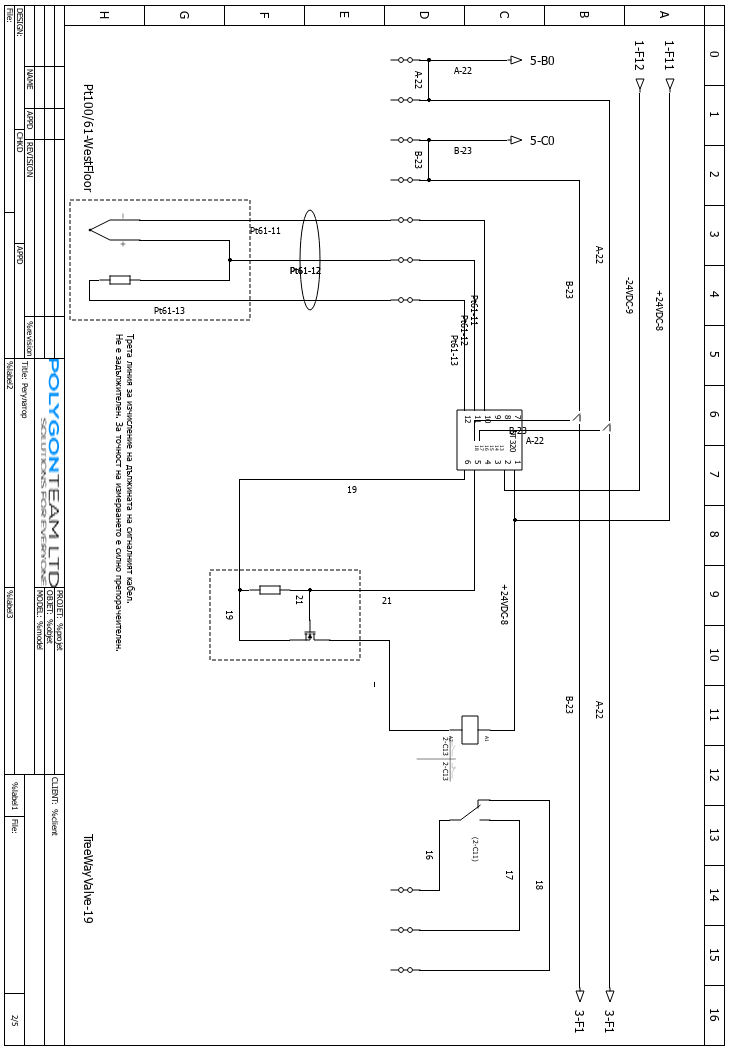 0
1
2
3
4
5
6
7
8
9
10
11
12
13
14
15
16
A
B
C
D
E
F
G
H
1-F11
1-F12
5-B0
A-22
A-22
5-C0
B-23
B-23
A-22
B-23
-24VDC-9
+24VDC-8
Pt100/61-WestFloor
-
+
Pt61-11
Pt61-12
Pt61-13
Pt61-11
Pt61-12
Pt61-13
7
8
9
10
11
12
13
14
15
16
17
18
1
2
3
4
5
6
B-23
A-22
19
21
19
21
+24VDC-8
Трета линия за изчисление на дължината на сигналният кабел.
Не е задължителен. За точност на измерването е силно препоръчителен.
A-22
B-23
A1
A2
2-C13
2-C13
(2-C11)
16
17
18
TreeWayValve-19
3-F1
3-F1
POLYGONTEAM LTD
SOLUTIONS FOR EVERYONE
PROJET: %projet
OBJET: %objet
MODEL: %model
CLIENT: %client
NAME
APPD
REVISION
%revision
DESIGN:
CHKD
APPD
File:
Title: Регулатор
%label2
%label3
%label1
File:
2/5